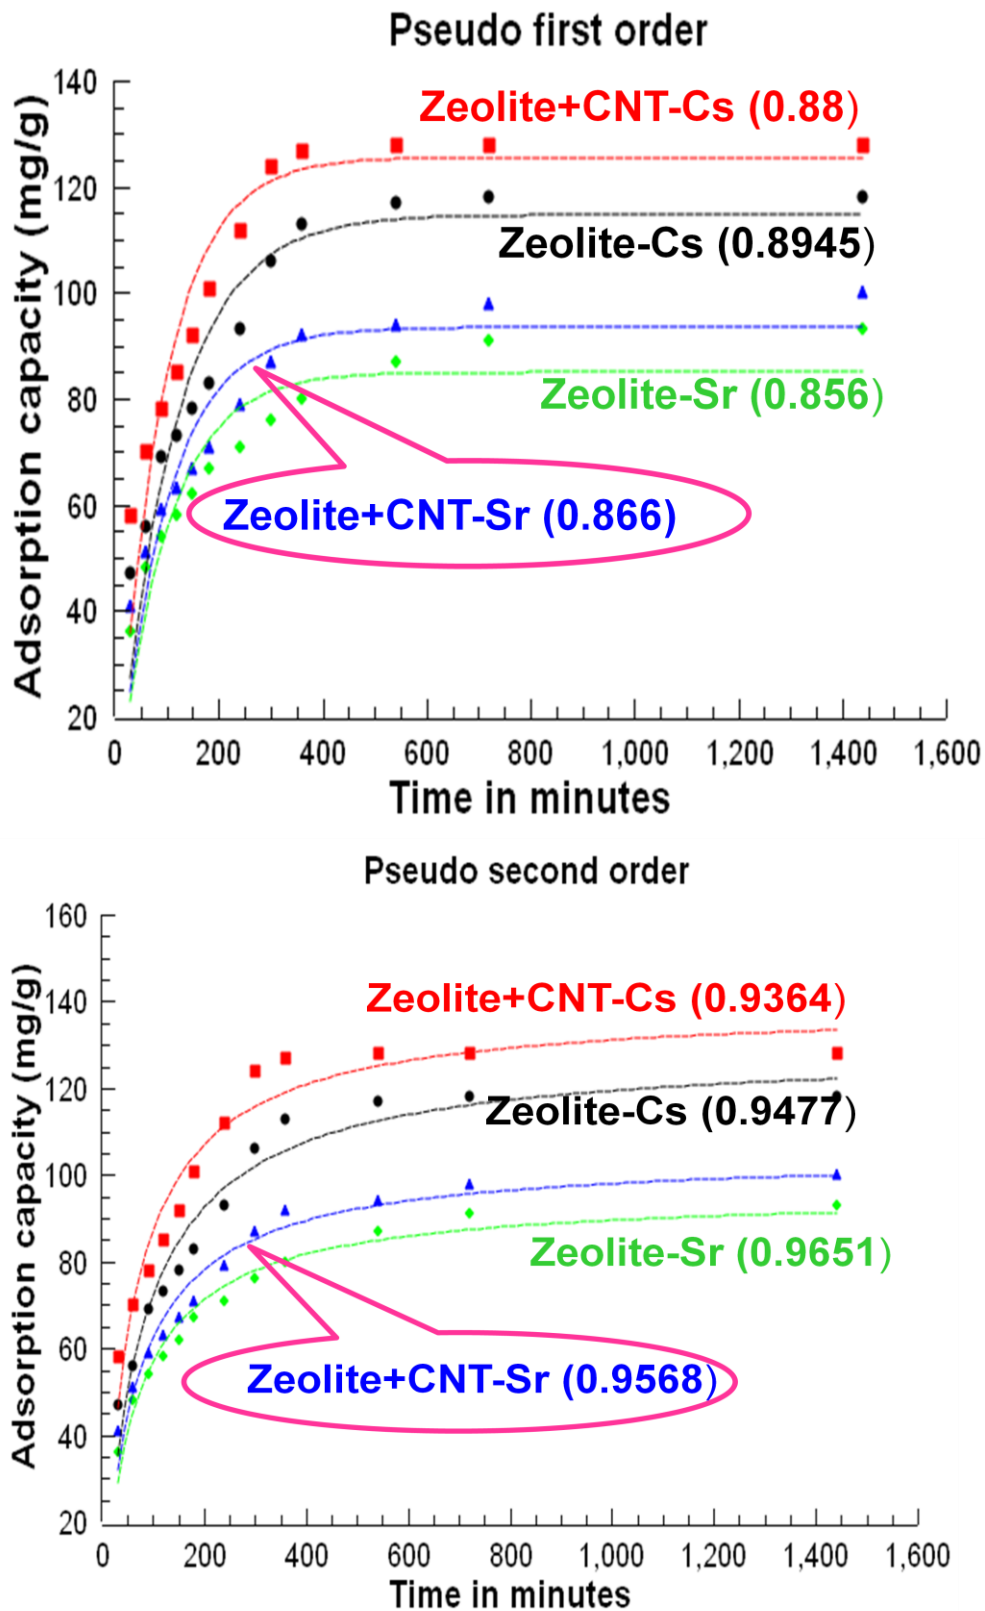 Pseudo first order
Adsorption capacity (mg/g)
140
120
100
80
60
40
20
Zeolite+CNT-Cs (0.88)
Zeolite-Cs (0.8945)
Zeolite-Sr (0.856)
Zeolite+CNT-Sr (0.866)
0 200 400 600 800 1,000 1,200 1,400 1,600
Time in minutes
Pseudo second order
Adsorption capacity (mg/g)
160
140
120
100
80
60
40
20
Zeolite+CNT-Cs (0.9364)
Zeolite-Cs (0.9477)
Zeolite-Sr (0.9651)
Zeolite+CNT-Sr (0.9568)
0 200 400 600 800 1,000 1,200 1,400 1,600
Time in minutes